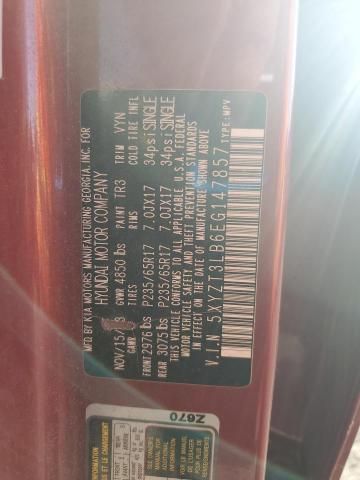 MFD BY KIA MOTORS MANUFACTURING GEORGIA, INC. FOR
HYUNDAI MOTOR COMPANY
NOV/15/13 GVWR 4850 lbs PAINT TR3 TRIM VYN
TIRES RIMS COLD TIRE INFL
FRONT 2976 lbs P235/65R17 7.0JX17 34psi SINGLE
REAR 3075 lbs P235/65R17 7.0JX17 34psi SINGLE
THIS VEHICLE CONFORMS TO ALL APPLICABLE U.S.A. FEDERAL
MOTOR VEHICLE SAFETY AND THEFT PREVENTION
STANDARDS IN EFFECT ON THE DATE OF MANUFACTURE SHOWN ABOVE
V.I.N 5XYZT3LB6EG147857 TYPE:MPV
Z670